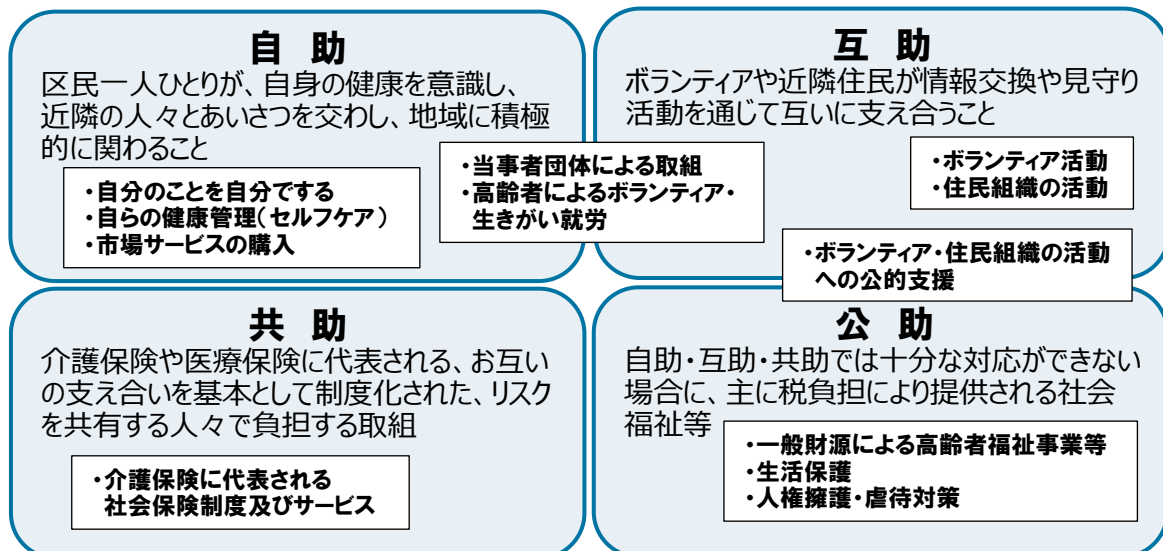 自 助
区民一人ひとりが、自身の健康を意識し、
近隣の人々とあいさつを交わし、地域に積極
的に関わること
・自分のことを自分でする
・自らの健康管理(セルフケア)
・市場サービスの購入
・当事者団体による取組
・高齢者によるボランティア・
生きがい就労
互 助
ボランティアや近隣住民が情報交換や見守り
活動を通じて互いに支え合うこと
・ボランティア活動
・住民組織の活動
・ボランティア・住民組織の活動
への公的支援
共 助
介護保険や医療保険に代表される、お互い
の支え合いを基本として制度化された、リスク
を共有する人々で負担する取組
・介護保険に代表される
社会保険制度及びサービス
公 助
自助・互助・共助では十分な対応ができない
場合に、主に税負担により提供される社会
福祉等
・一般財源による高齢者福祉事業等
・生活保護
・人権擁護・虐待対策